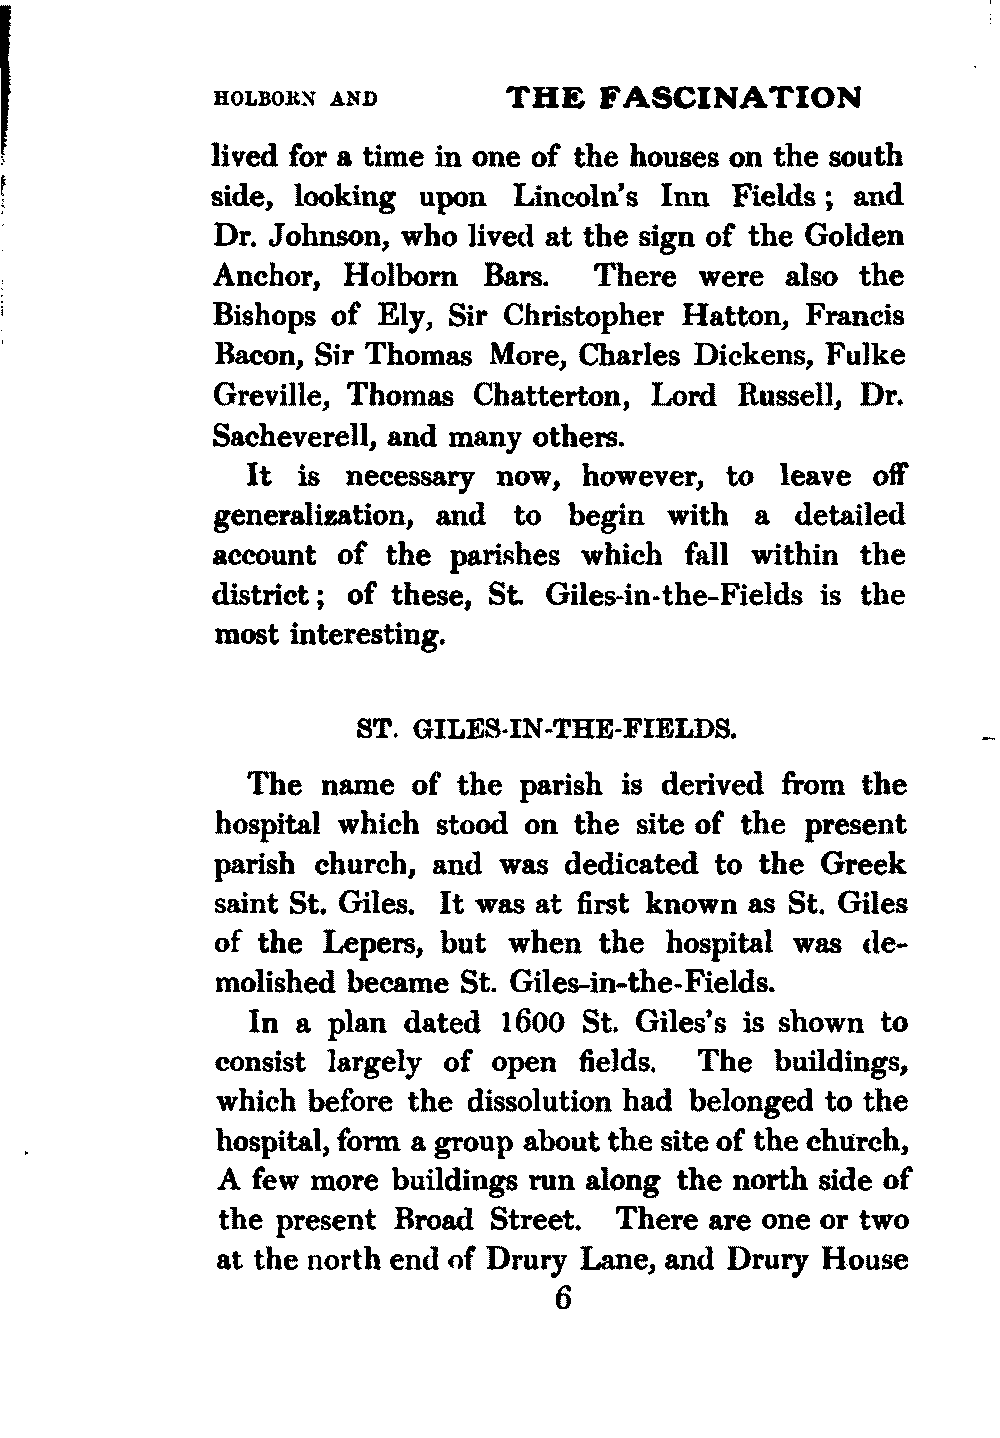 HOLBORN AND THE FASCINATION
lived for a time in one of the houses on the south
side, looking upon Lincoln's Inn Fields ; and
Dr. Johnson, who lived at the sign of the Golden
Anchor, Holborn Bars. There were also the
Bishops of Ely, Sir Christopher Hatton, Francis
Bacon, Sir Thomas More, Charles Dickens, Fulke
Greville, Thomas Chatterton, Lord Russell, Dr.
Sacheverell, and many others.
It is necessary now, however, to leave off
generalization, and to begin with a detailed
account of the parishes which fall within the
district ; of these, St. Giles-in-the-Fields is the
most interesting.
ST. GILES-IN-THE-FIELDS.
The name of the parish is derived from the
hospital which stood on the site of the present
parish church, and was dedicated to the Greek
saint St. Giles. It was at first known as St. Giles
of the Lepers, but when the hospital was de-
molished became St. Giles-in-the-Fields.
In a plan dated 1600 St. Giles's is shown to
consist largely of open fields. The buildings,
which before the dissolution had belonged to the
hospital, form a group about the site of the church,
A few more buildings run along the north side of
the present Broad Street. There are one or two
at the north end of Drury Lane, and Drury House
6